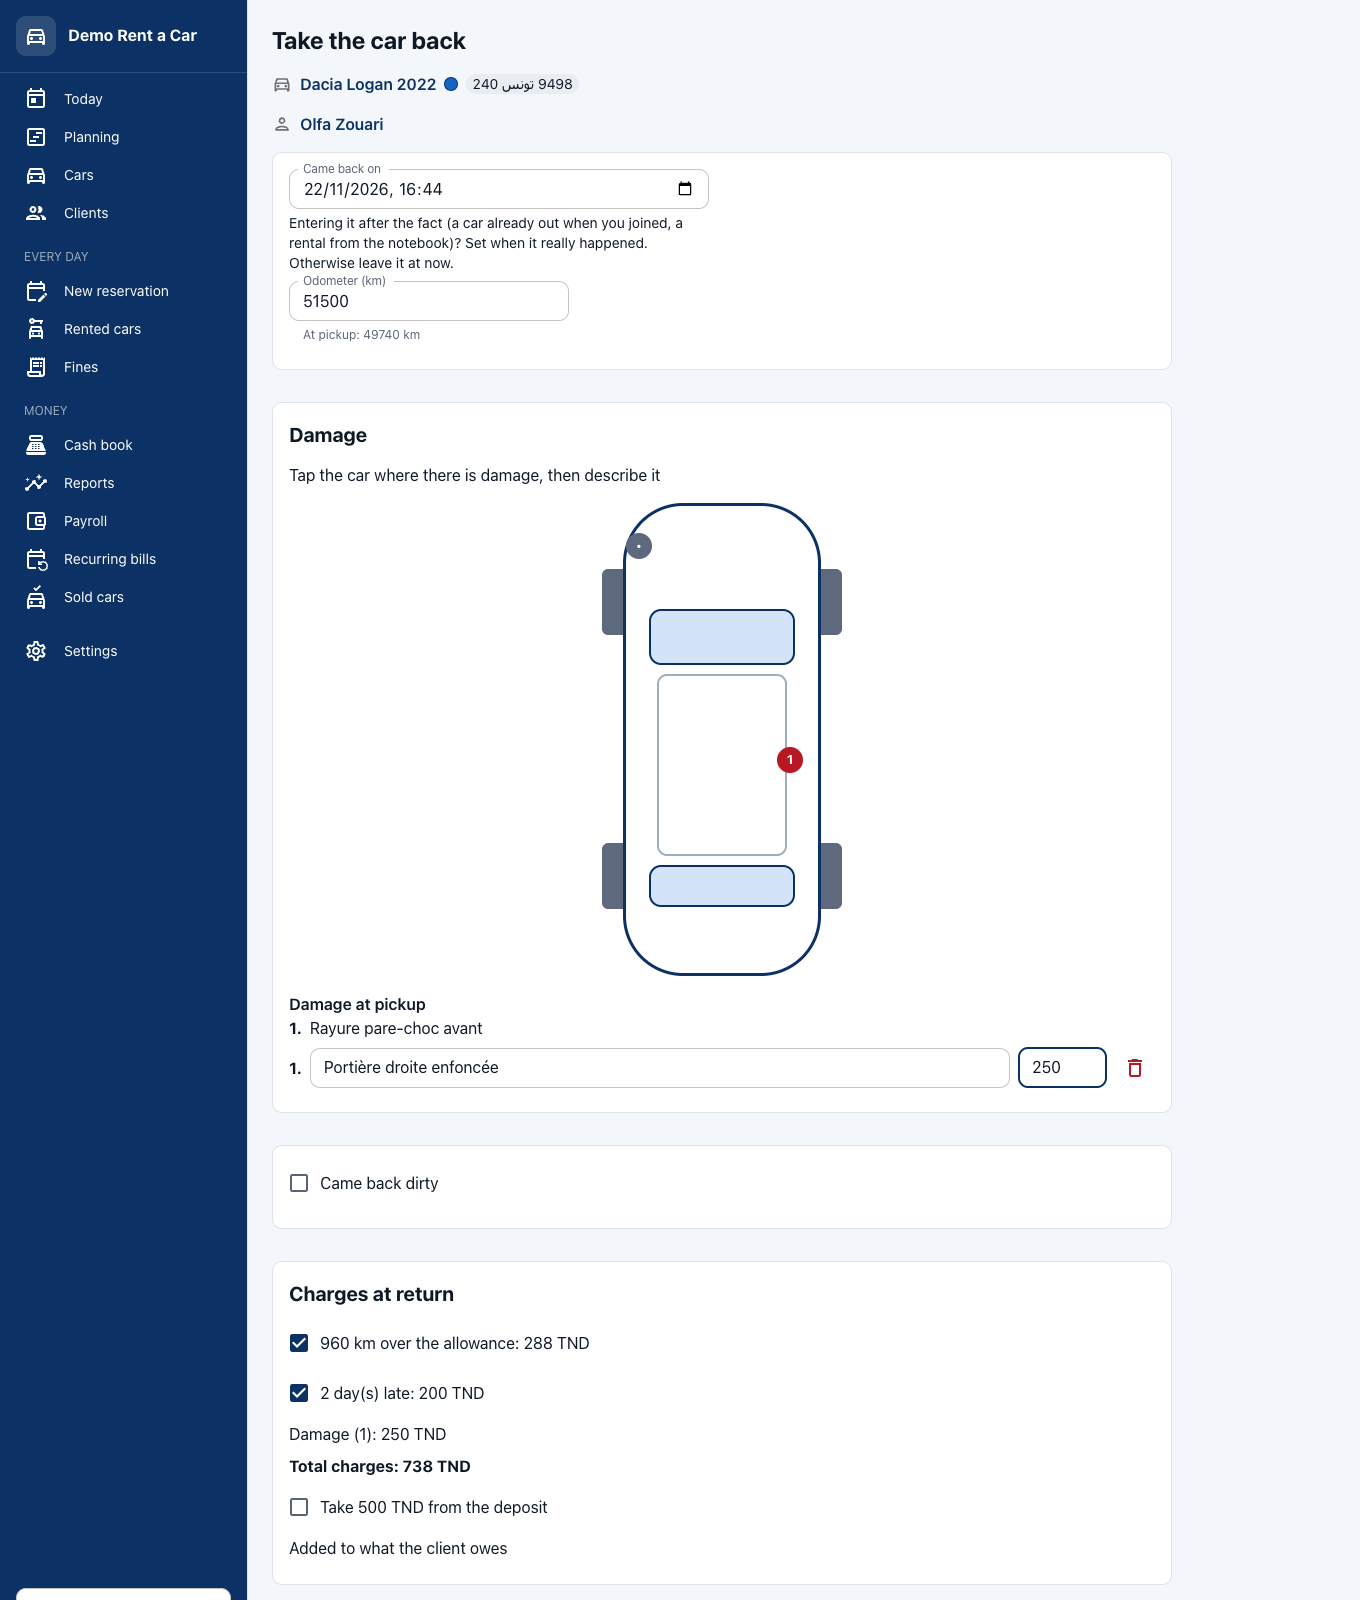 Demo Rent a Car
Today
Planning
Cars
Clients
EVERY DAY
New reservation
Rented cars
Fines
MONEY
Cash book
Reports
Payroll
Recurring bills
Sold cars
Settings
Take the car back
Dacia Logan 2022
240 تونس 9498
Olfa Zouari
Came back on
22/11/2026, 16:44
Entering it after the fact (a car already out when you joined, a
rental from the notebook)? Set when it really happened.
Otherwise leave it at now.
Odometer (km)
51500
At pickup: 49740 km
Damage
Tap the car where there is damage, then describe it
1
Damage at pickup
1. Rayure pare-choc avant
1. Portière droite enfoncée 250
Came back dirty
Charges at return
960 km over the allowance: 288 TND
2 day(s) late: 200 TND
Damage (1): 250 TND
Total charges: 738 TND
Take 500 TND from the deposit
Added to what the client owes